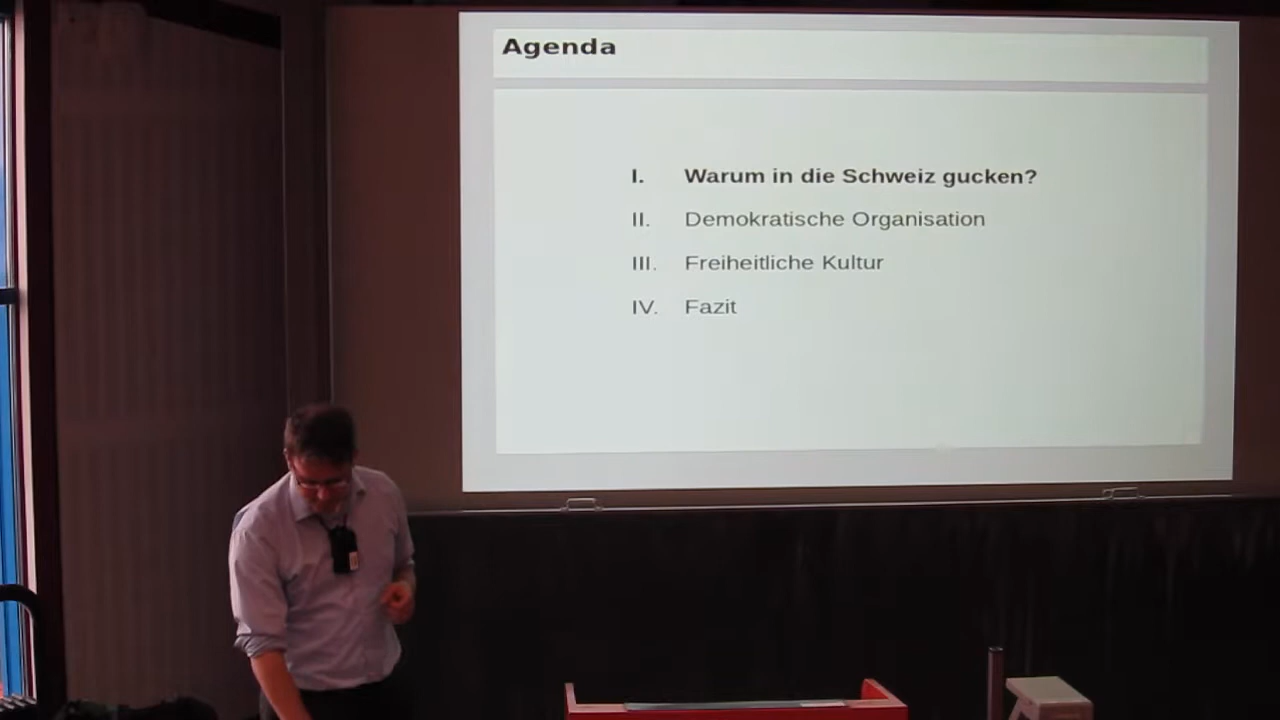 Agenda
I. Warum in die Schweiz gucken?
II. Demokratische Organisation
III. Freiheitliche Kultur
IV. Fazit